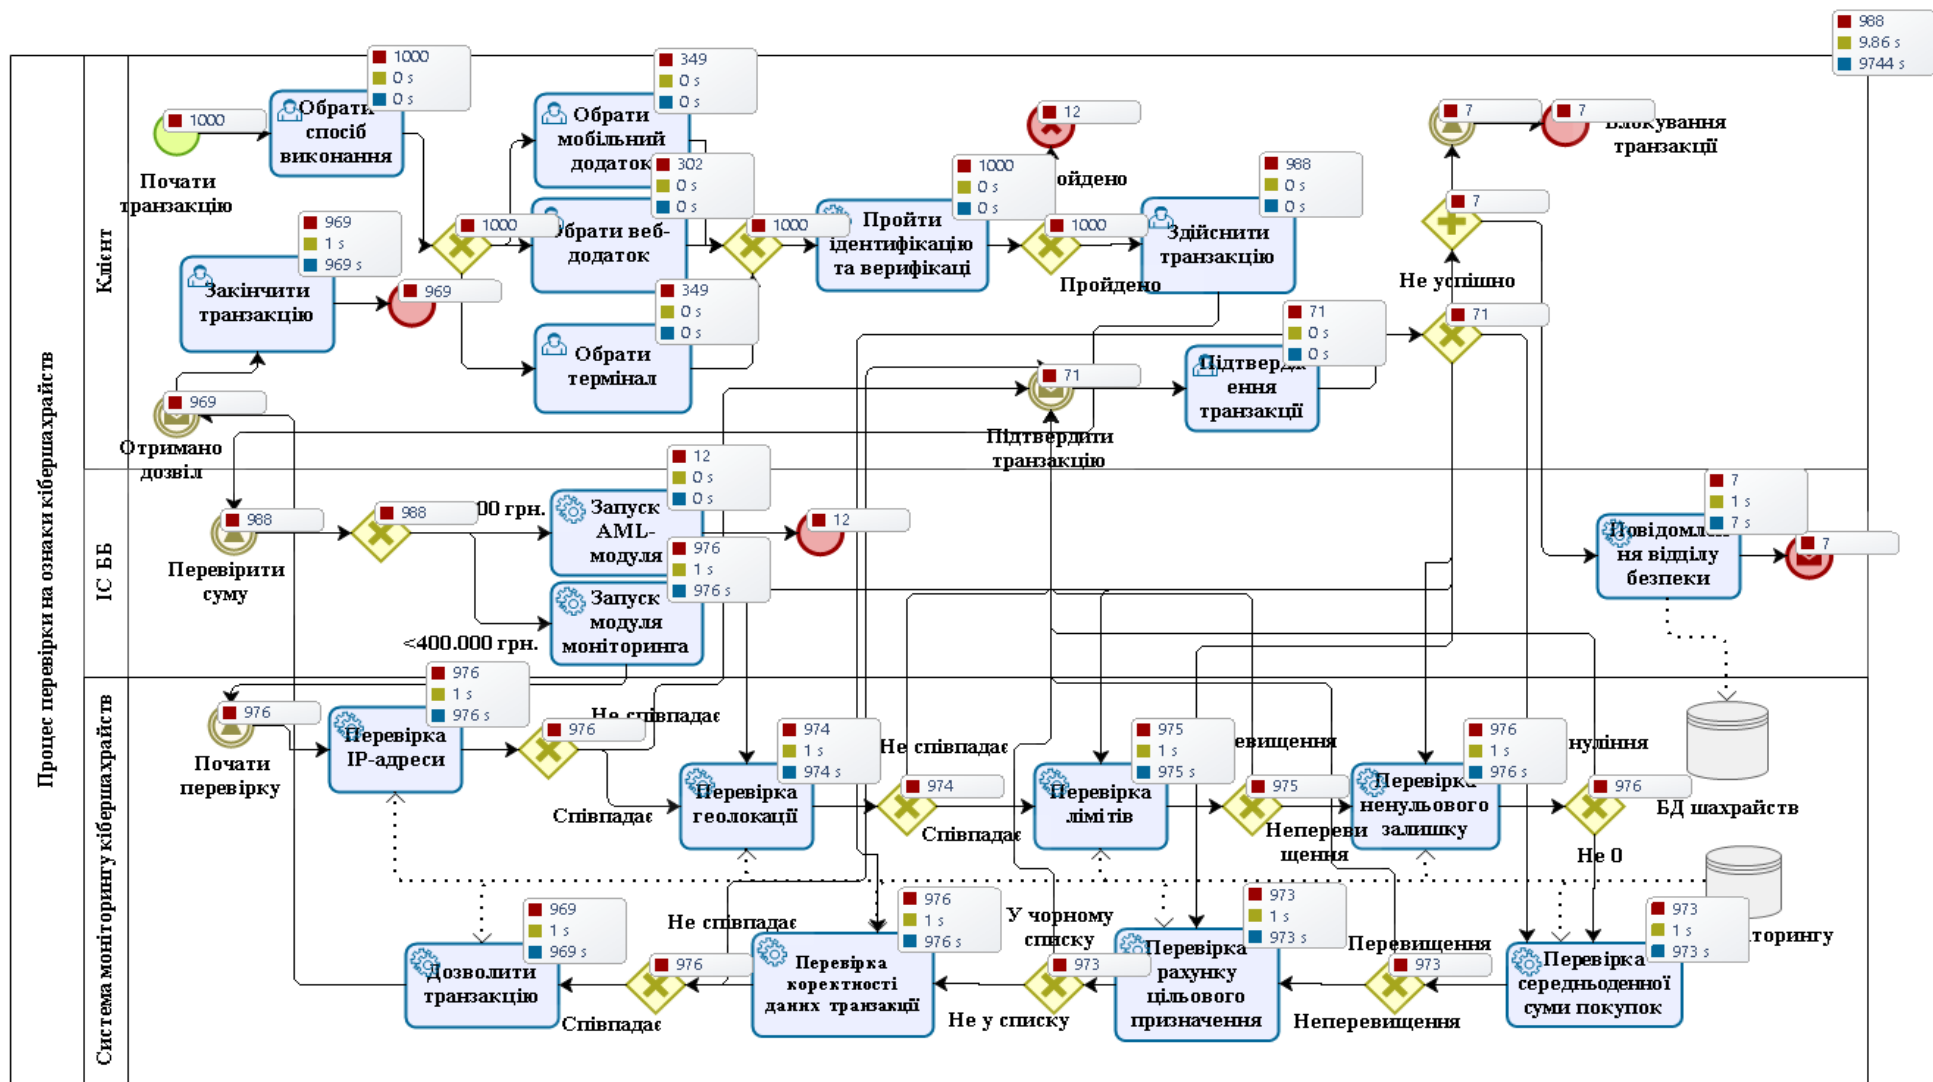 988
9.86 s
9744 s
Процес перевірки на ознаки кібершахрайств
Клієнт
1000
Почати
транзакцію
1000
0 s
0 s
Обрати
спосіб
виконання
1000
349
0 s
0 s
Обрати
мобільний
додаток
302
0 s
0 s
Обрати веб-
додаток
349
0 s
0 s
Обрати
термінал
1000
1000
0 s
0 s
Пройти
ідентифікацію
та верифікаці
12
1000
Пройдено
988
0 s
0 s
Здійснити
транзакцію
7
7
Блокування
транзакції
7
Не успішно
71
71
0 s
0 s
Підтвердж
ення
транзакції
71
Підтвердити
транзакцію
969
1 s
969 s
Закінчити
транзакцію
969
969
Отримано
дозвіл
ІС ББ
988
Перевірити
суму
988
00 грн.
<400.000 грн.
12
0 s
0 s
Запуск
AML-
модуля
12
976
1 s
976 s
Запуск
модуля
моніторинга
7
1 s
7 s
Повідомлен
ня відділу
безпеки
7
Система моніторингу кібершахрайств
976
Почати
перевірку
976
1 s
976 s
Перевірка
IP-адреси
976
Не співпадає
Співпадає
974
1 s
974 s
Перевірка
геолокації
974
Не співпадає
Співпадає
975
1 s
975 s
Перевірка
лімітів
975
евищення
Непереви
щення
976
1 s
976 s
Перевірка
ненульового
залишку
976
нуління
Не 0
БД шахрайств
торингу
973
1 s
973 s
Перевірка
середньоденної
суми покупок
973
Перевищення
Неперевищення
973
1 s
973 s
Перевірка
рахунку
цільового
призначення
973
У чорному
списку
Не у списку
976
1 s
976 s
Перевірка
коректності
даних транзакції
976
Не співпадає
Співпадає
969
1 s
969 s
Дозволити
транзакцію